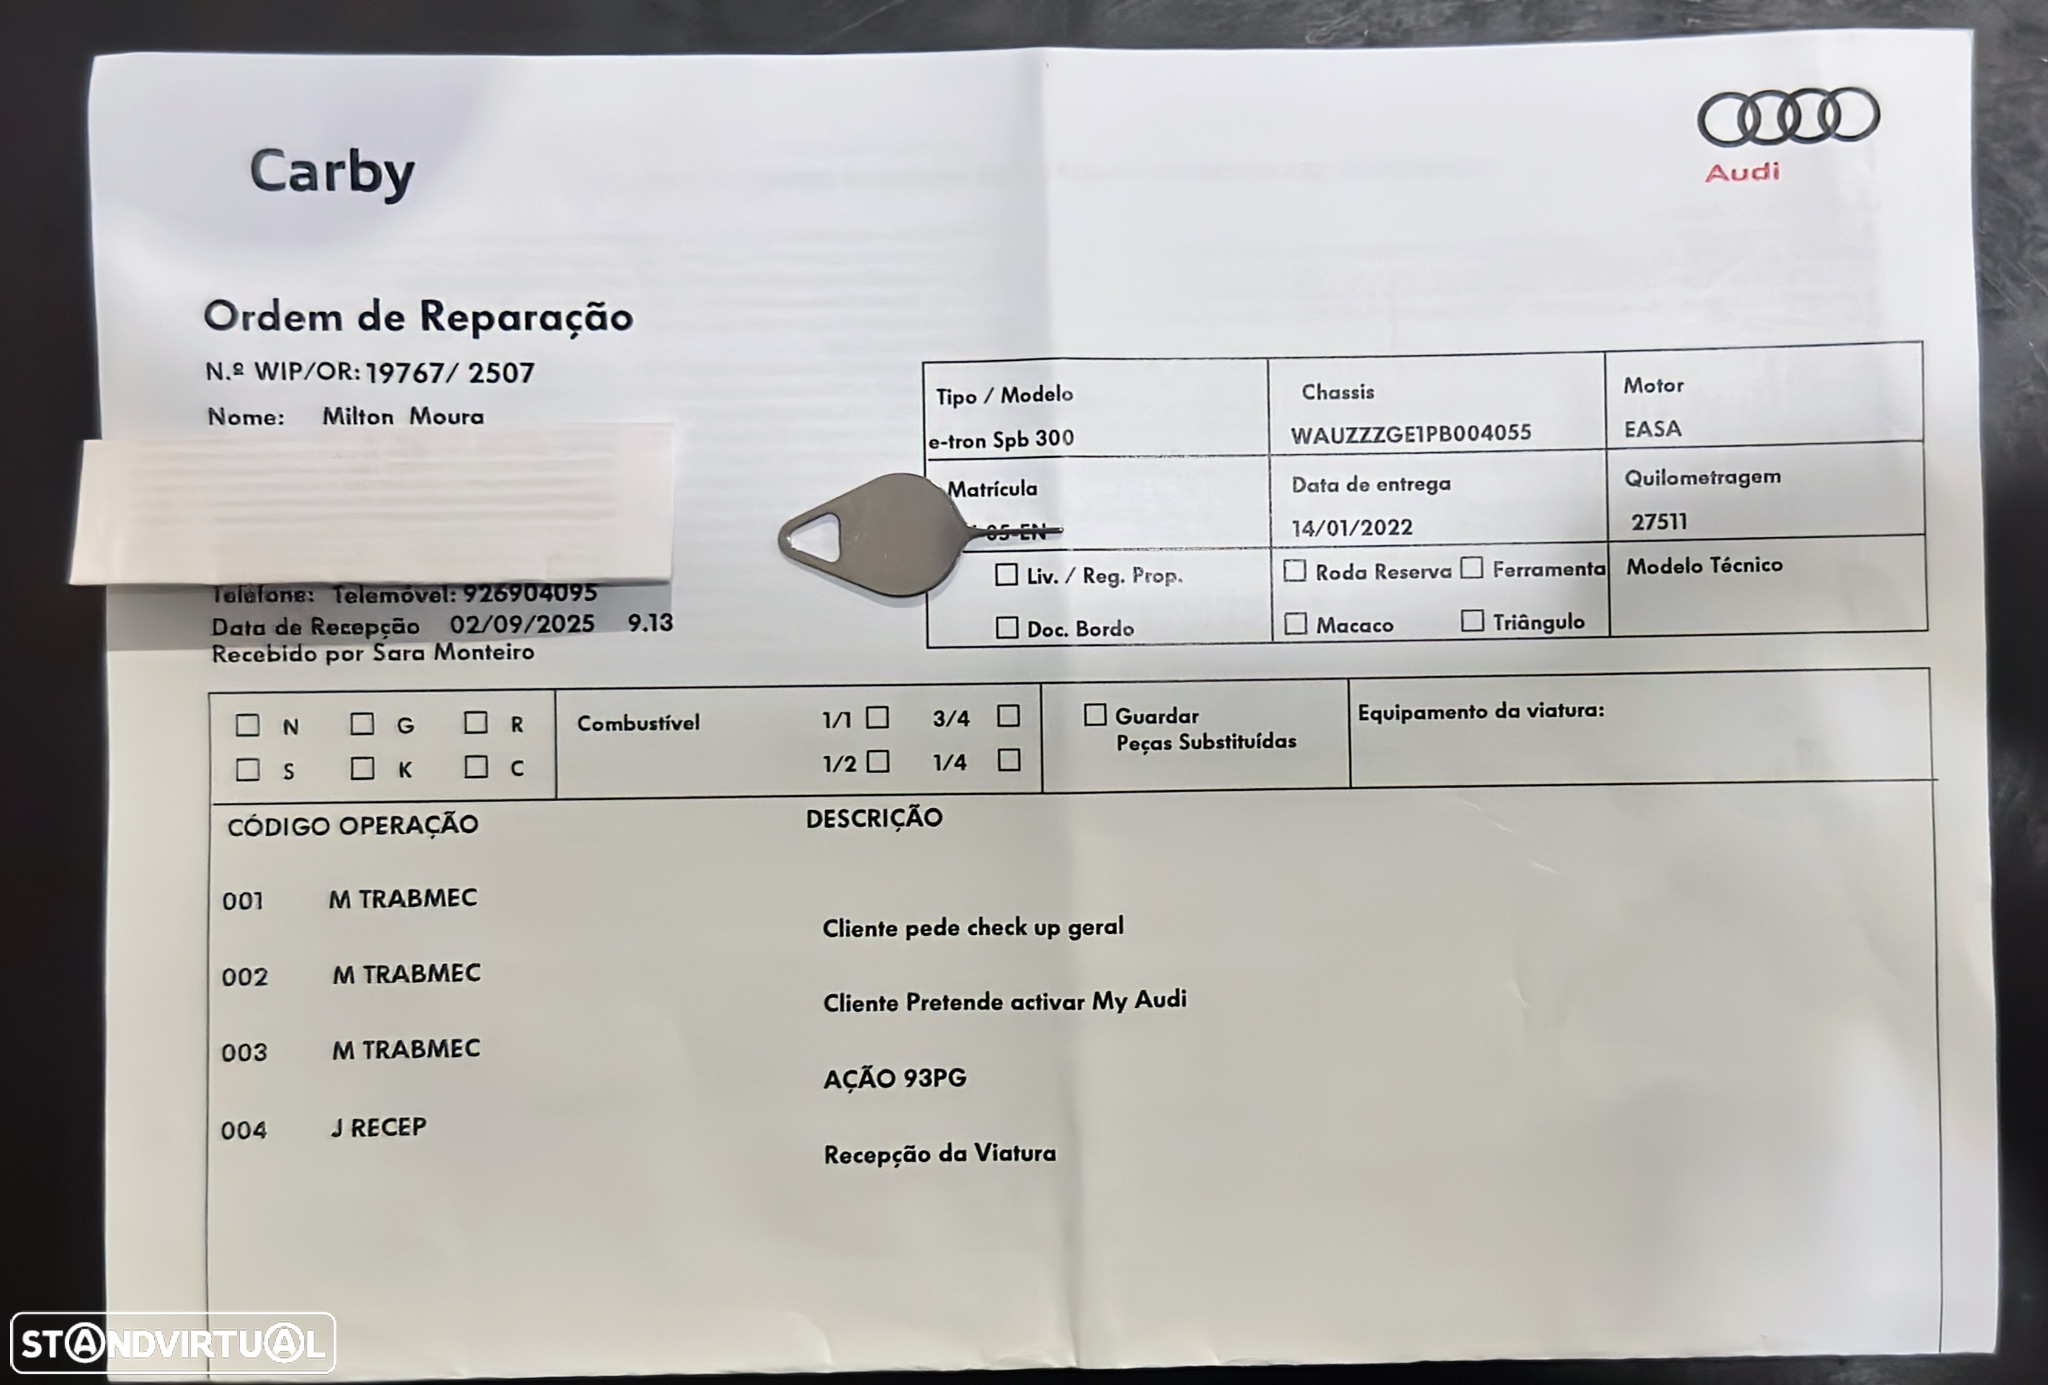 Carby
Audi
Ordem de Reparação
N.º WIP/OR: 19767/ 2507
Nome: Milton Moura
Telefone: Telemóvel: 926904095
Data de Recepção 02/09/2025 9.13
Recebido por Sara Monteiro
Tipo / Modelo Chassis Motor
e-tron Spb 300 WAUZZZGE1PB004055 EASA
Matrícula Data de entrega Quilometragem
05-EN 14/01/2022 27511
Liv. / Reg. Prop. Roda Reserva Ferramenta Modelo Técnico
Doc. Bordo Macaco Triângulo
N G R Combustível 1/1 3/4 Guardar Equipamento da viatura:
Peças Substituídas
S K C 1/2 1/4
CÓDIGO OPERAÇÃO DESCRIÇÃO
001 M TRABMEC
Cliente pede check up geral
002 M TRABMEC
Cliente Pretende activar My Audi
003 M TRABMEC
AÇÃO 93PG
004 J RECEP
Recepção da Viatura
STANDVIRTUAL